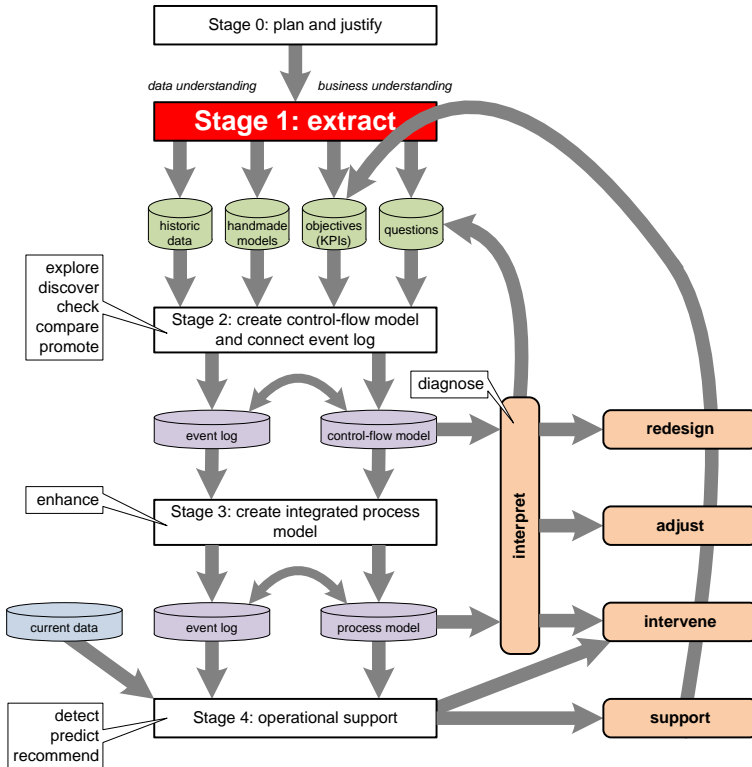 Stage 0: plan and justify
data understanding
business understanding
Stage 1: extract
historic
data
handmade
models
objectives
(KPIs)
questions
explore
discover
check
compare
promote
Stage 2: create control-flow model
and connect event log
diagnose
event log
control-flow model
redesign
enhance
Stage 3: create integrated process
model
interpret
adjust
current data
event log
process model
intervene
detect
predict
recommend
Stage 4: operational support
support